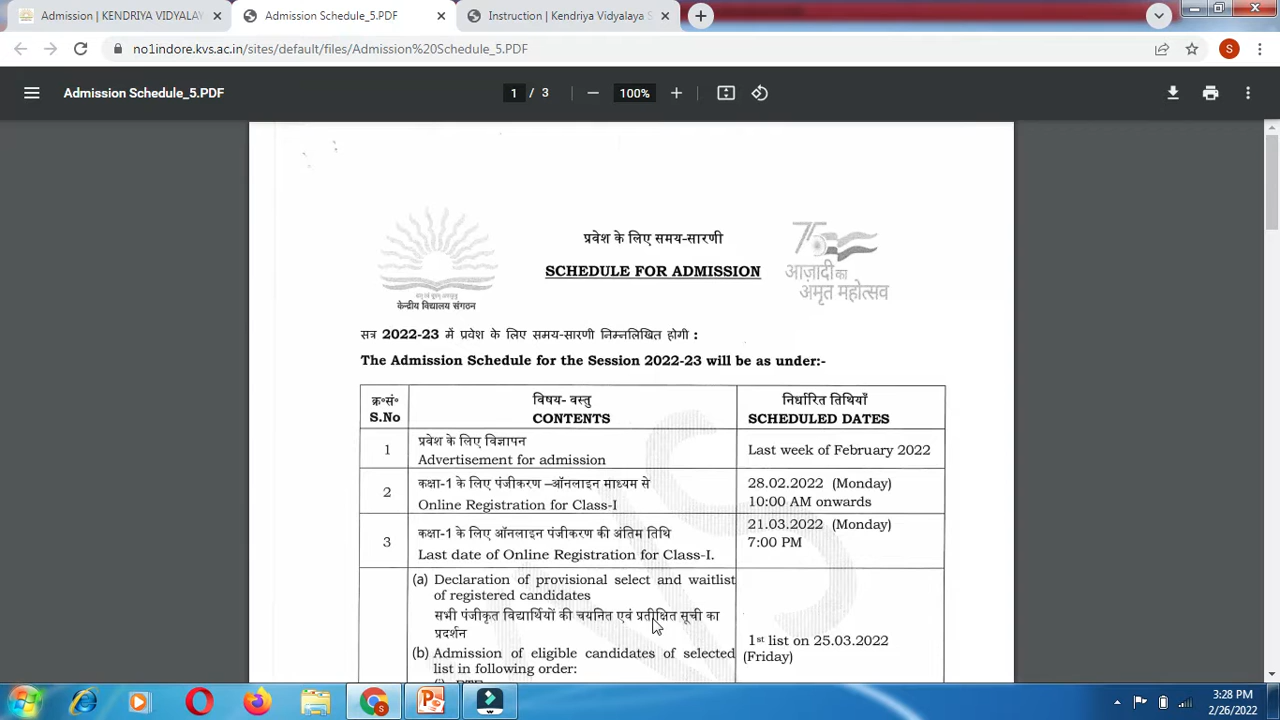 Admission | KENDRIYA VIDYALAY
Admission Schedule_5.PDF
Instruction | Kendriya Vidyalaya S
no1indore.kvs.ac.in/sites/default/files/Admission%20Schedule_5.PDF
S
Admission Schedule_5.PDF
1 / 3
100%
केन्द्रीय विद्यालय संगठन
प्रवेश के लिए समय-सारणी
SCHEDULE FOR ADMISSION
75
आज़ादी का
अमृत महोत्सव
सत्र 2022-23 में प्रवेश के लिए समय-सारणी निम्नलिखित होगी :
The Admission Schedule for the Session 2022-23 will be as under:-
क्र॰सं॰
S.No
विषय- वस्तु
CONTENTS
निर्धारित तिथियाँ
SCHEDULED DATES
1
प्रवेश के लिए विज्ञापन
Advertisement for admission
Last week of February 2022
2
कक्षा-1 के लिए पंजीकरण –ऑनलाइन माध्यम से
Online Registration for Class-I
28.02.2022 (Monday)
10:00 AM onwards
3
कक्षा-1 के लिए ऑनलाइन पंजीकरण की अंतिम तिथि
Last date of Online Registration for Class-I.
21.03.2022 (Monday)
7:00 PM
(a) Declaration of provisional select and waitlist
of registered candidates
सभी पंजीकृत विद्यार्थियों की चयनित एवं प्रतीक्षित सूची का
प्रदर्शन
(b) Admission of eligible candidates of selected
list in following order:
1st list on 25.03.2022
(Friday)
3:28 PM
2/26/2022